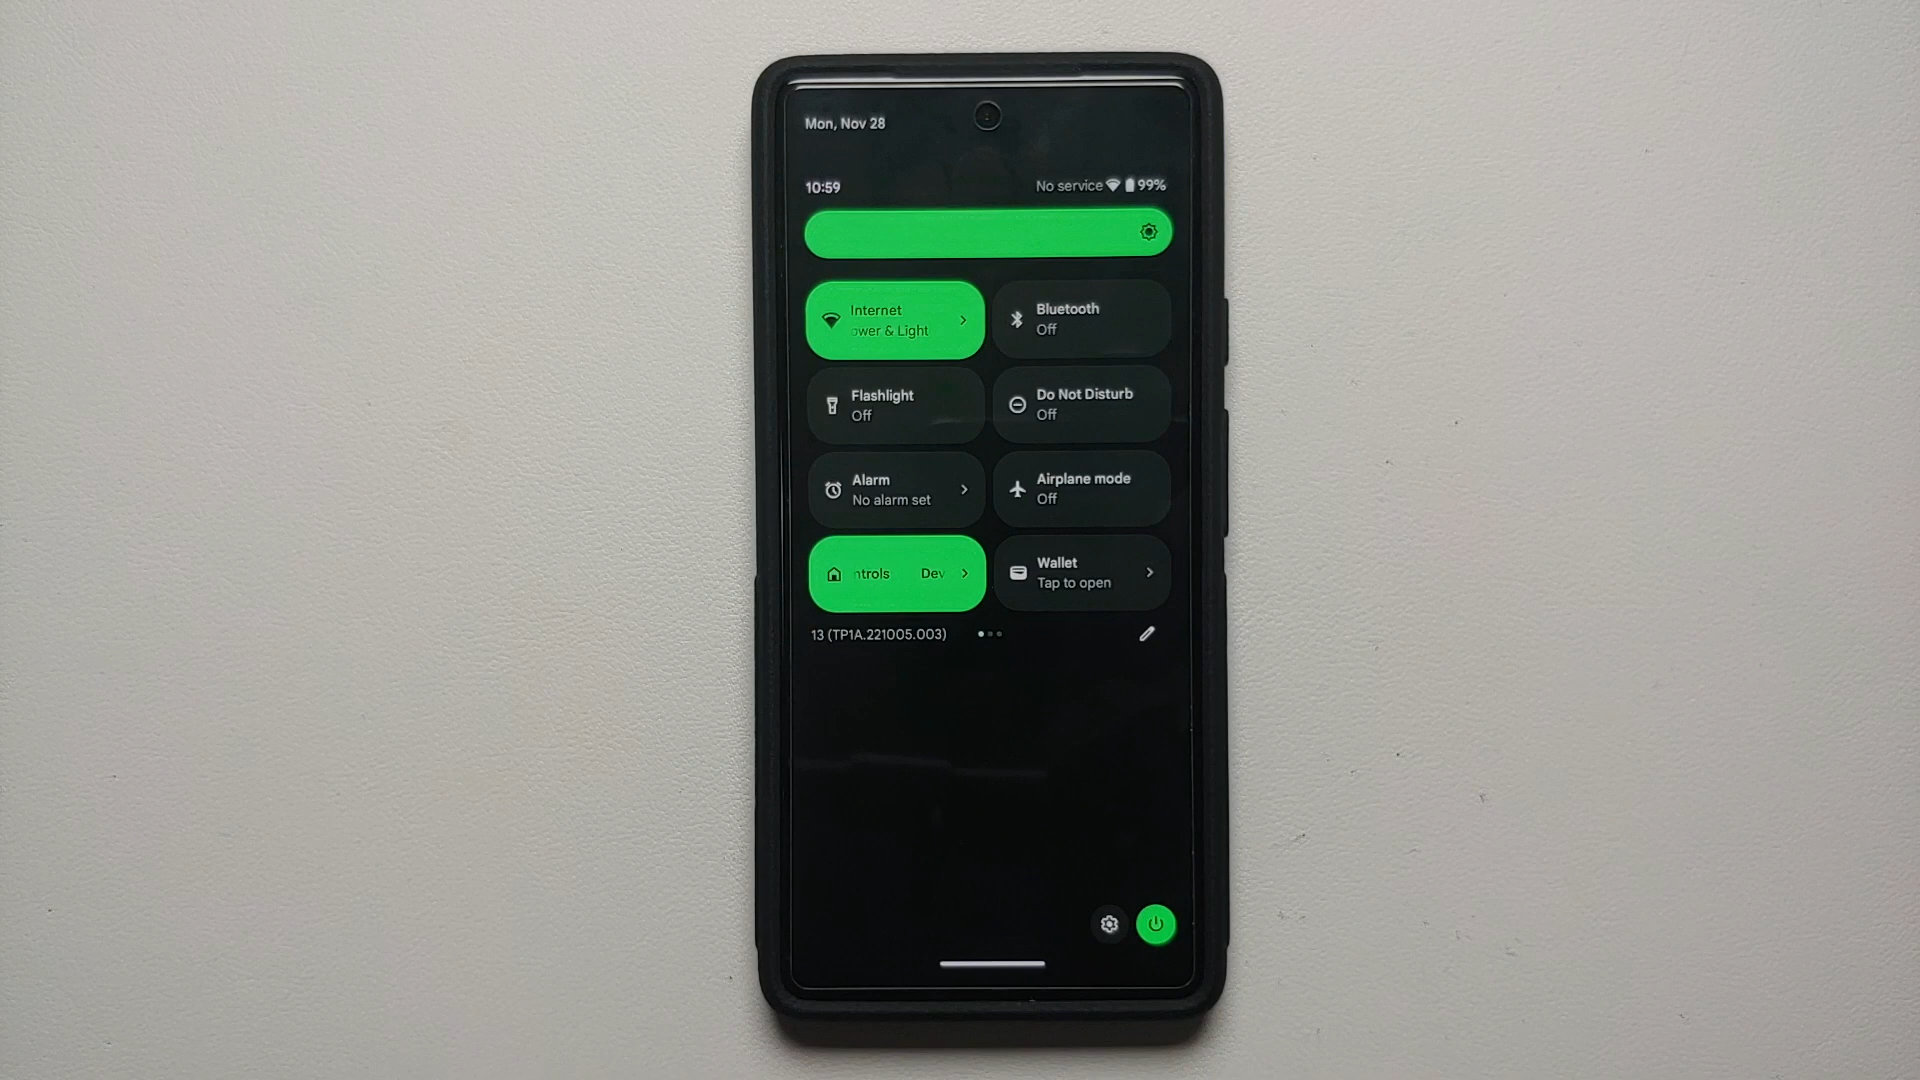 Mon, Nov 28
10:59
No service 99%
Internet
ower & Light
Bluetooth
Off
Flashlight
Off
Do Not Disturb
Off
Alarm
No alarm set
Airplane mode
Off
ntrols Dev
Wallet
Tap to open
13 (TP1A.221005.003)